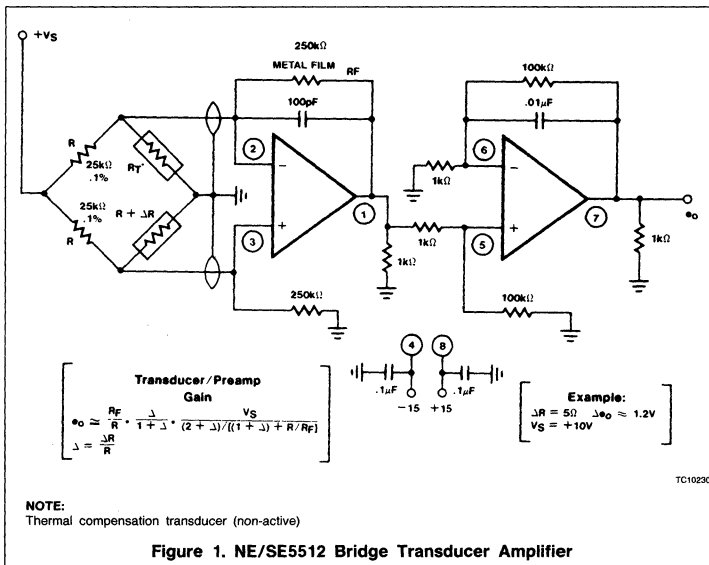 +VS
250kΩ
METAL FILM RF
100pF
R
25kΩ
.1%
RT*
25kΩ
.1%
R
R + ΔR
2
−
3
+
1
1kΩ
1kΩ
250kΩ
100kΩ
.01μF
6
−
1kΩ
5
+
7
eo
1kΩ
100kΩ
4
8
.1μF
.1μF
−15 +15
Transducer/Preamp
Gain
eo ≃ RF/R · Δ/(1 + Δ) · VS/((2 + Δ)/[(1 + Δ) + R/RF])
Δ = ΔR/R
Example:
ΔR = 5Ω Δeo ≈ 1.2V
VS = +10V
TC10230
NOTE:
Thermal compensation transducer (non-active)
Figure 1. NE/SE5512 Bridge Transducer Amplifier